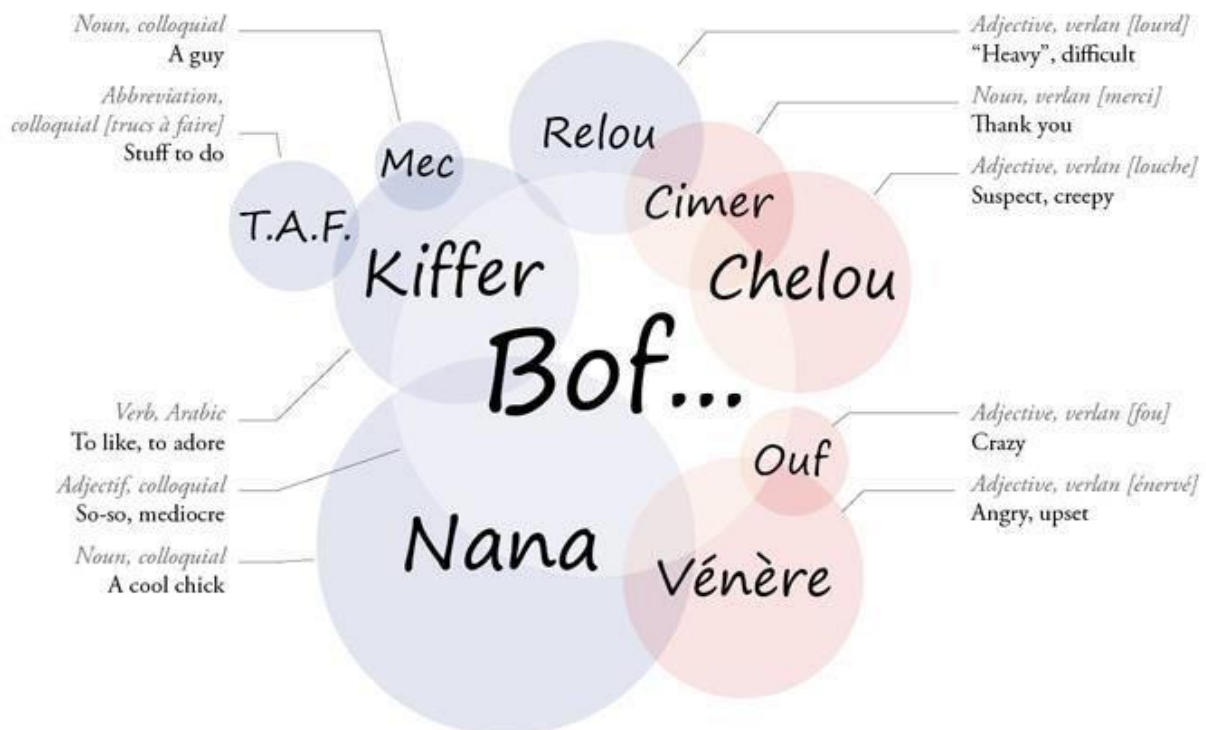 Noun, colloquial
A guy
Abbreviation,
colloquial [trucs à faire]
Stuff to do
Adjective, verlan [lourd]
“Heavy”, difficult
Noun, verlan [merci]
Thank you
Adjective, verlan [louche]
Suspect, creepy
Relou
Mec
Cimer
T.A.F.
Kiffer
Chelou
Bof...
Verb, Arabic
To like, to adore
Adjectif, colloquial
So-so, mediocre
Noun, colloquial
A cool chick
Ouf
Nana
Vénère
Adjective, verlan [fou]
Crazy
Adjective, verlan [énervé]
Angry, upset